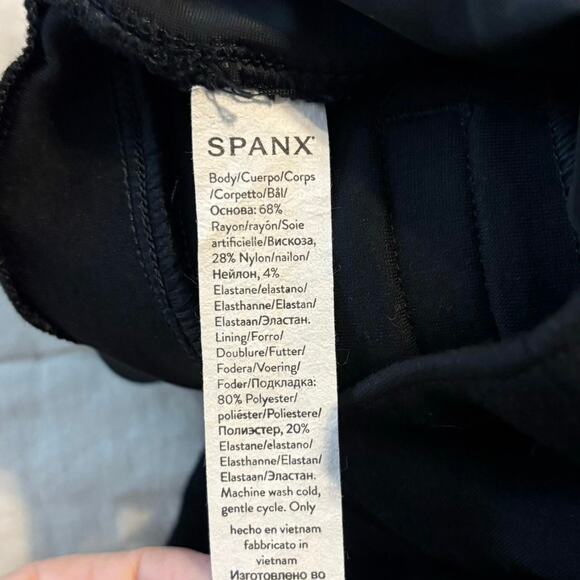 SPANX®
Body/Cuerpo/Corps
/Corpetto/Bål/
Основа: 68%
Rayon/rayón/Soie
artificielle/Вискоза,
28% Nylon/nailon/
Нейлон, 4%
Elastane/elastano/
Elasthanne/Elastan/
Elastaan/Эластан.
Lining/Forro/
Doublure/Futter/
Fodera/Voering/
Foder/Подкладка:
80% Polyester/
poliéster/Poliestere/
Полиэстер, 20%
Elastane/elastano/
Elasthanne/Elastan/
Elastaan/Эластан.
Machine wash cold,
gentle cycle. Only
hecho en vietnam
fabbricato in
vietnam
Изготовлено во